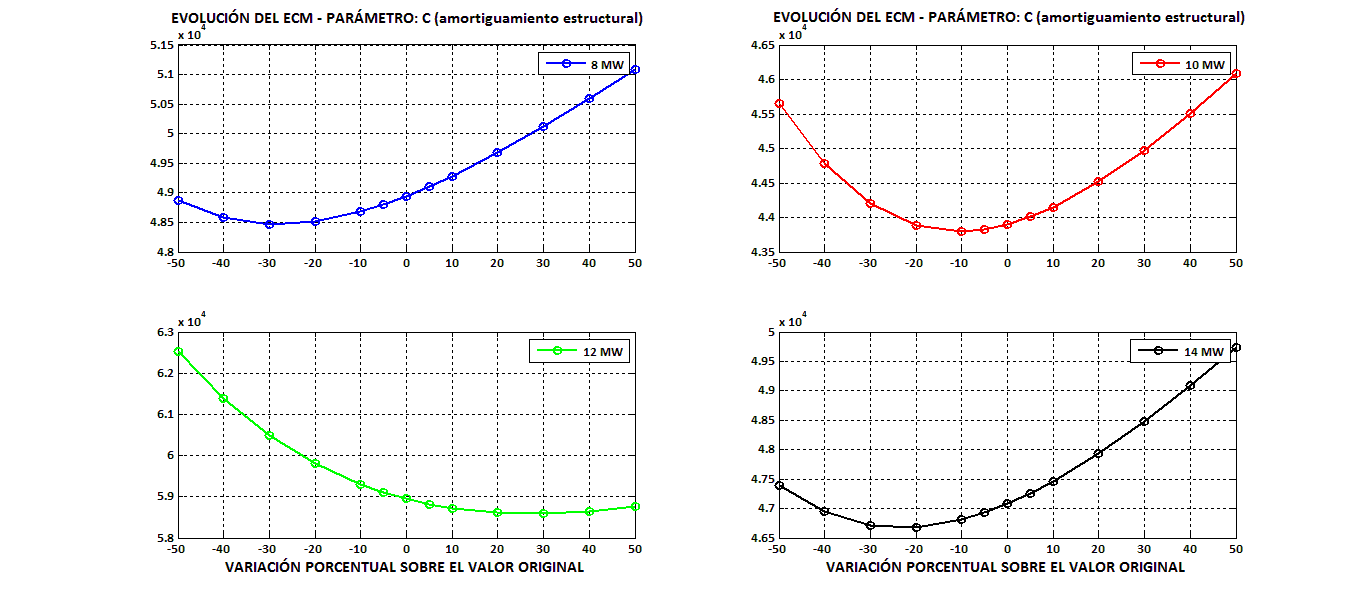 EVOLUCIÓN DEL ECM - PARÁMETRO: C (amortiguamiento estructural)
x 10^4
5.15
5.1
5.05
5
4.95
4.9
4.85
4.8
-50 -40 -30 -20 -10 0 10 20 30 40 50
8 MW
EVOLUCIÓN DEL ECM - PARÁMETRO: C (amortiguamiento estructural)
x 10^4
4.65
4.6
4.55
4.5
4.45
4.4
4.35
-50 -40 -30 -20 -10 0 10 20 30 40 50
10 MW
x 10^4
6.3
6.2
6.1
6
5.9
5.8
-50 -40 -30 -20 -10 0 10 20 30 40 50
12 MW
VARIACIÓN PORCENTUAL SOBRE EL VALOR ORIGINAL
x 10^4
5
4.95
4.9
4.85
4.8
4.75
4.7
4.65
-50 -40 -30 -20 -10 0 10 20 30 40 50
14 MW
VARIACIÓN PORCENTUAL SOBRE EL VALOR ORIGINAL